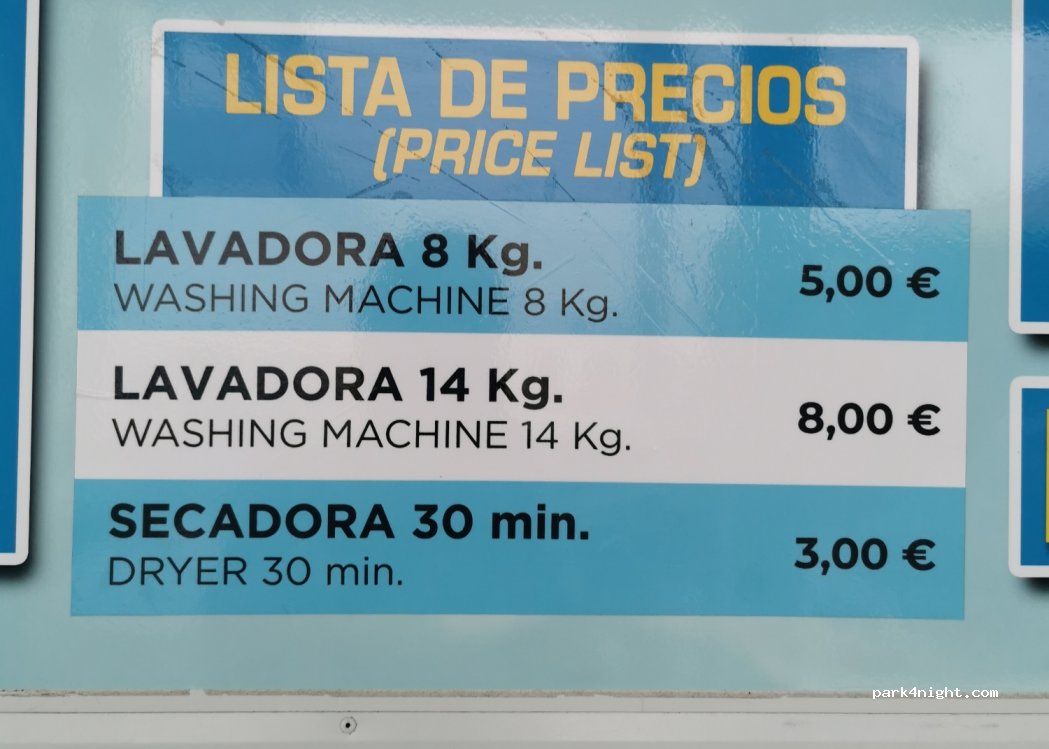 LISTA DE PRECIOS
(PRICE LIST)
LAVADORA 8 Kg.
WASHING MACHINE 8 Kg.
5,00 €
LAVADORA 14 Kg.
WASHING MACHINE 14 Kg.
8,00 €
SECADORA 30 min.
DRYER 30 min.
3,00 €
park4night.com